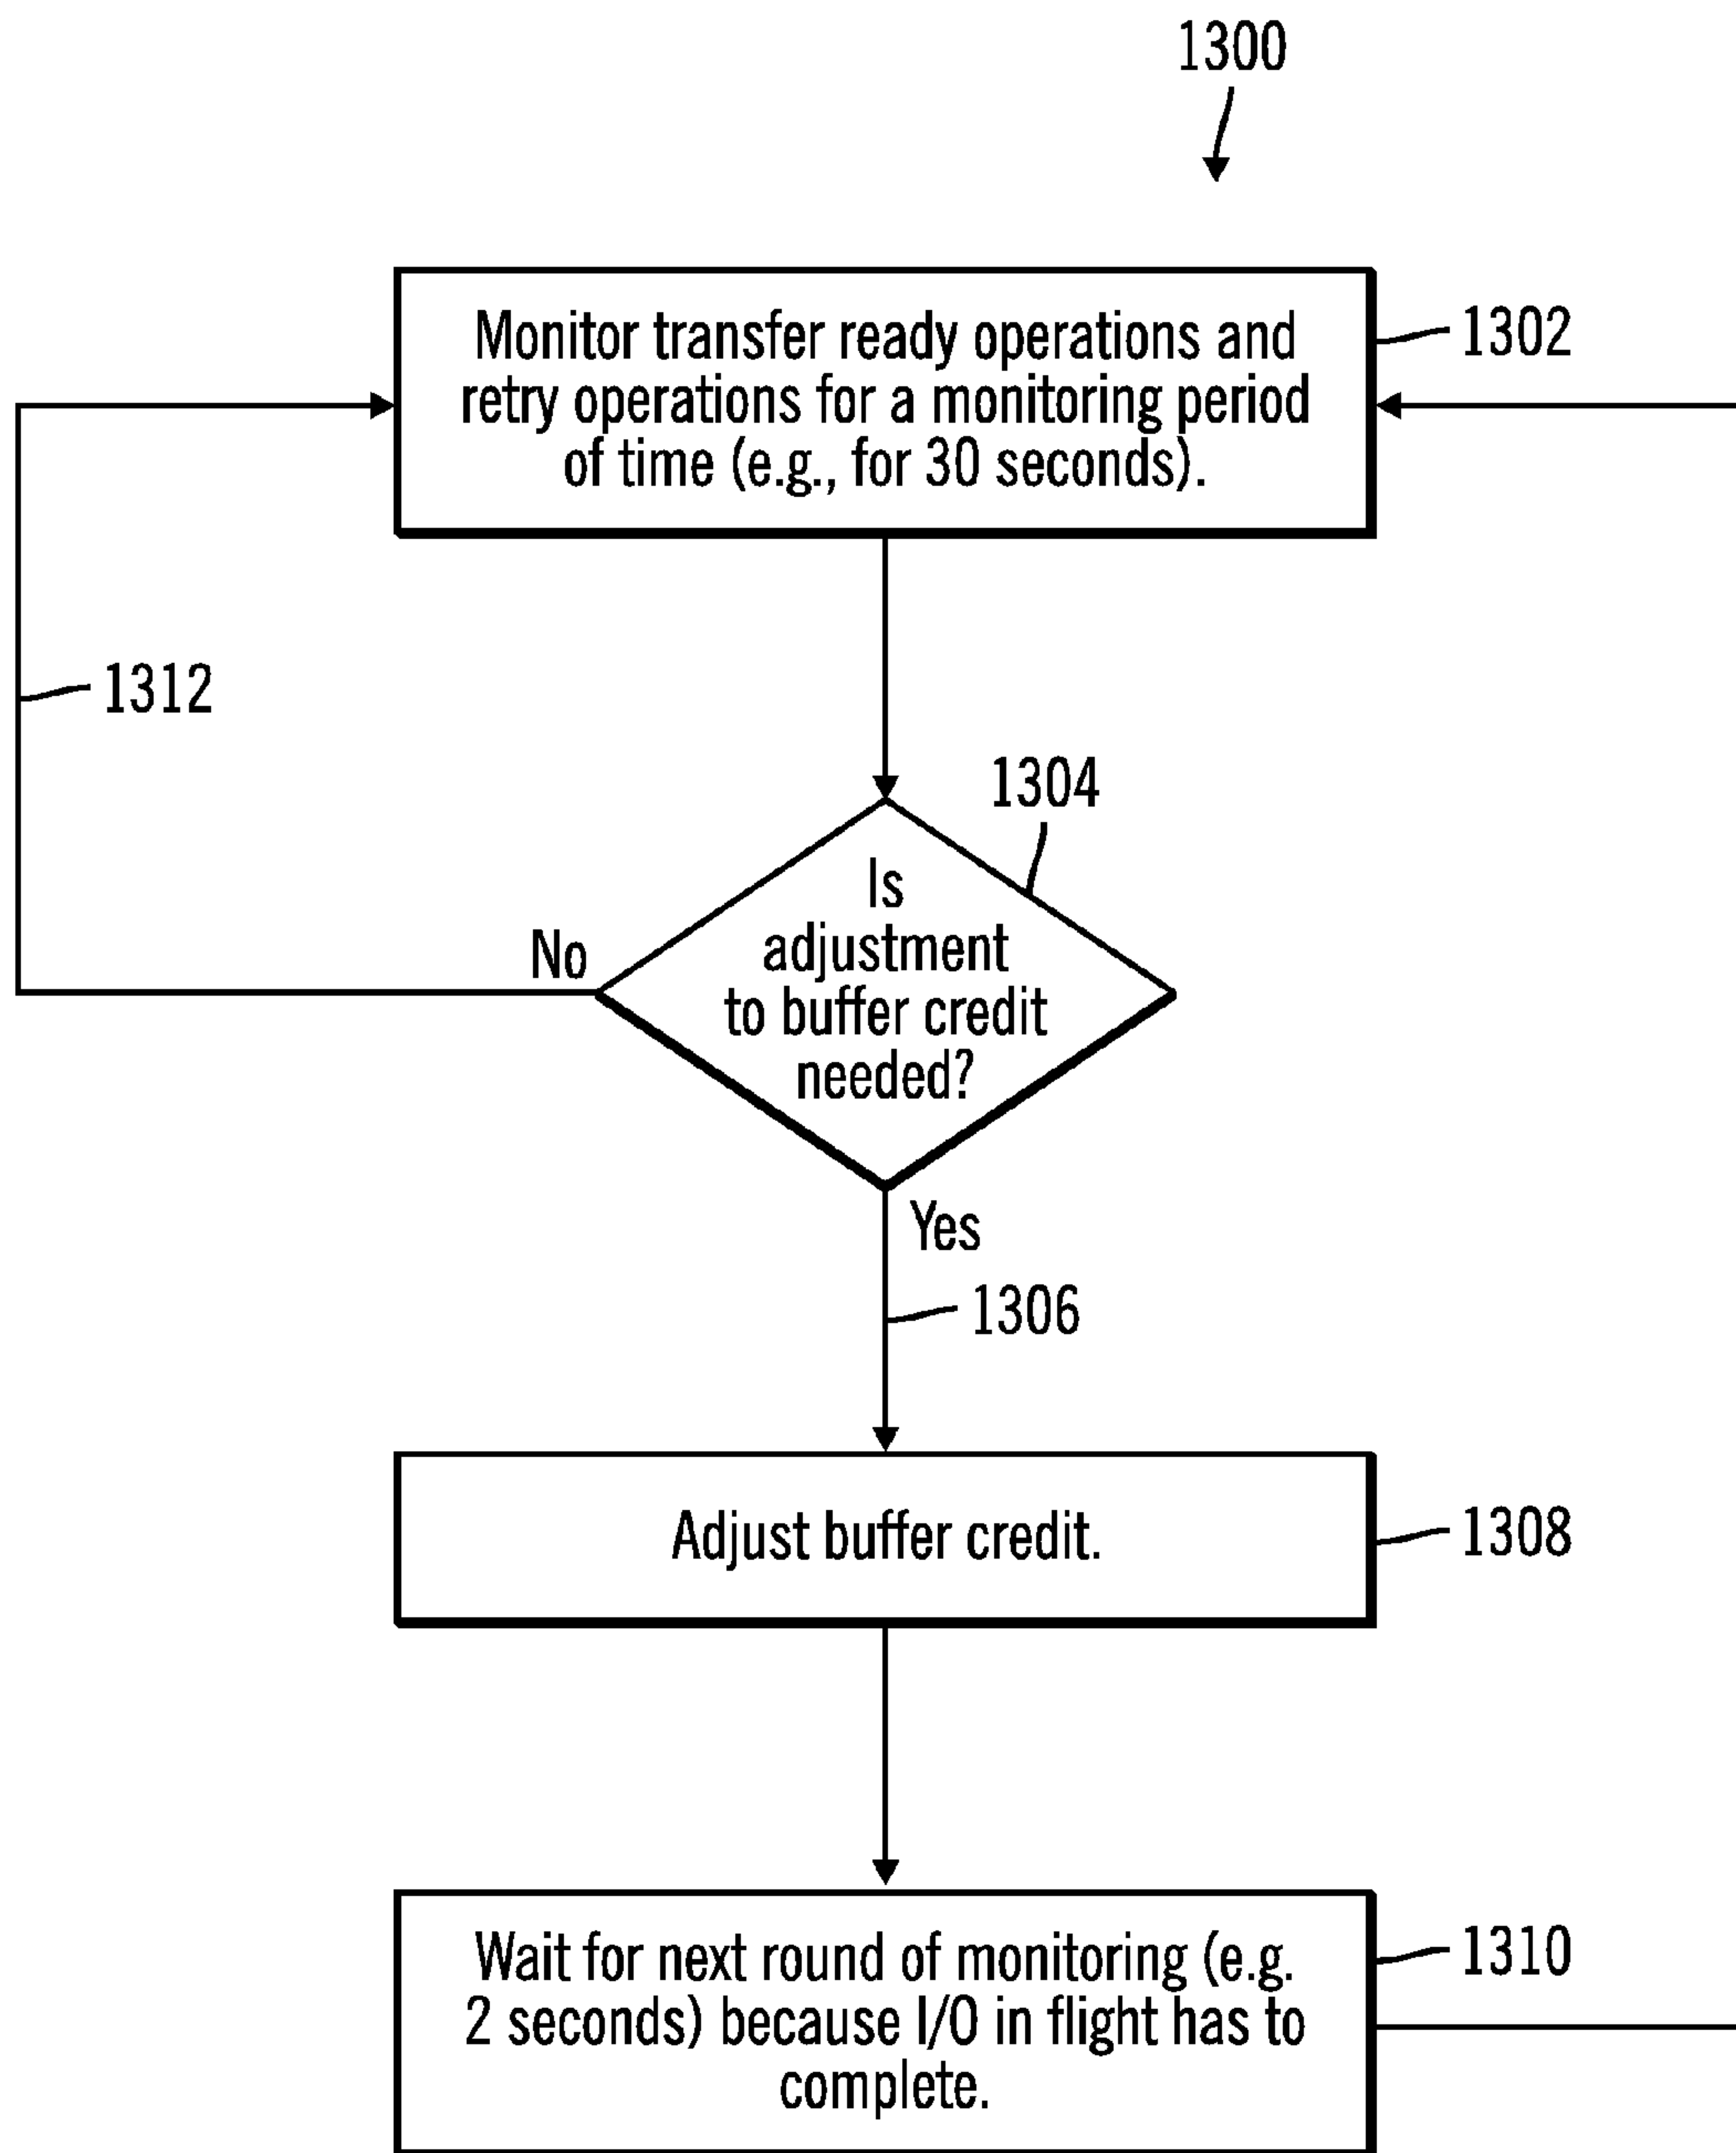 1300
Monitor transfer ready operations and
retry operations for a monitoring period
of time (e.g., for 30 seconds).
1302
1312
1304
Is
adjustment
to buffer credit
needed?
No
Yes
1306
Adjust buffer credit.
1308
Wait for next round of monitoring (e.g.
2 seconds) because I/O in flight has to
complete.
1310